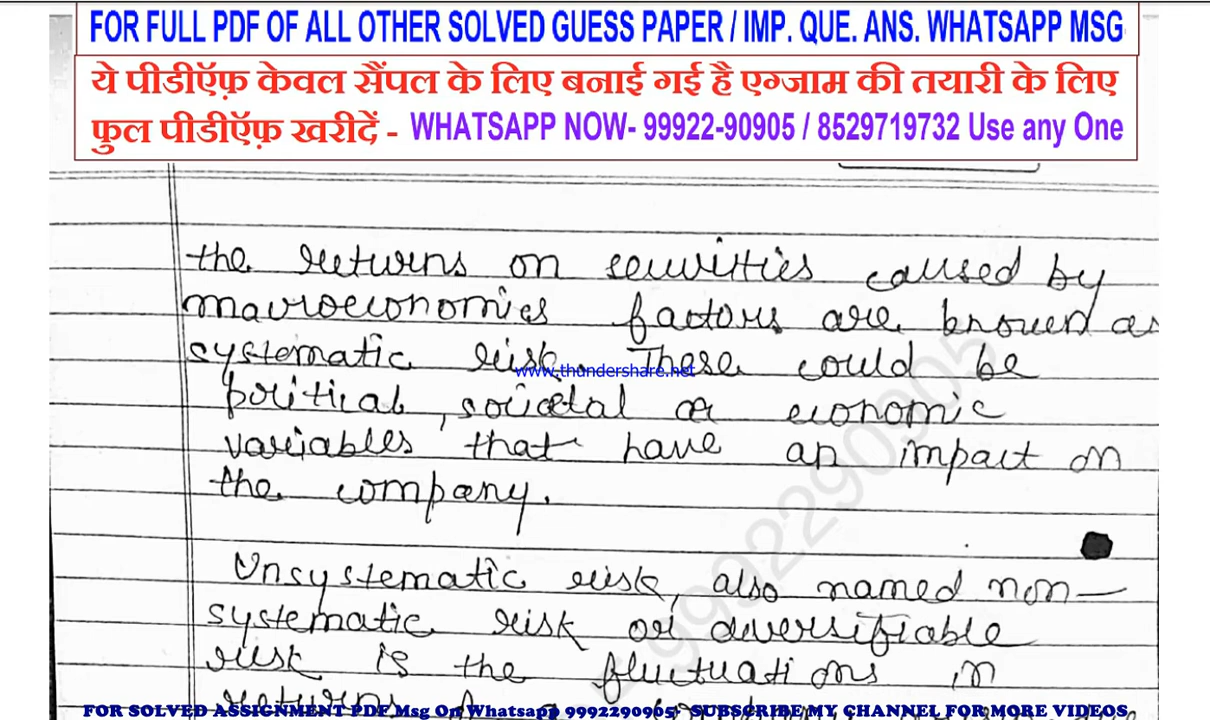 FOR FULL PDF OF ALL OTHER SOLVED GUESS PAPER / IMP. QUE. ANS. WHATSAPP MSG
ये पीडीऍफ़ केवल सैंपल के लिए बनाई गई है एग्जाम की तयारी के लिए
फुल पीडीऍफ़ खरीदें - WHATSAPP NOW- 99922-90905 / 8529719732 Use any One
the returns on securities caused by
macroeconomics factors are known as
systematic risk. These could be
www.thundershare.net
political, societal or economic
variables that have an impact on
the company.
Unsystematic risk, also named non-
systematic risk or diversifiable
risk is the fluctuations in
returns
FOR SOLVED ASSIGNMENT PDF Msg On Whatsapp 9992290905 SUBSCRIBE MY CHANNEL FOR MORE VIDEOS
9992290905